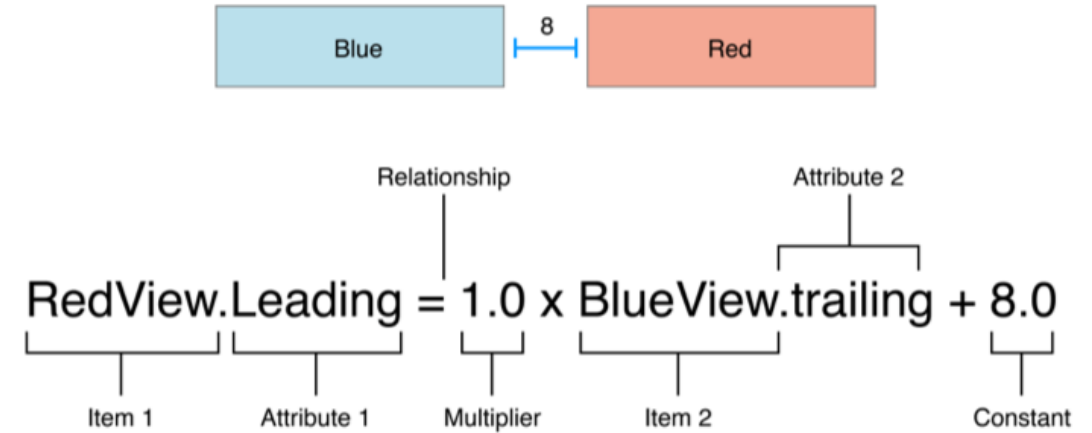 8
Blue
Red
Relationship
Attribute 2
RedView.Leading = 1.0 x BlueView.trailing + 8.0
Item 1
Attribute 1
Multiplier
Item 2
Constant